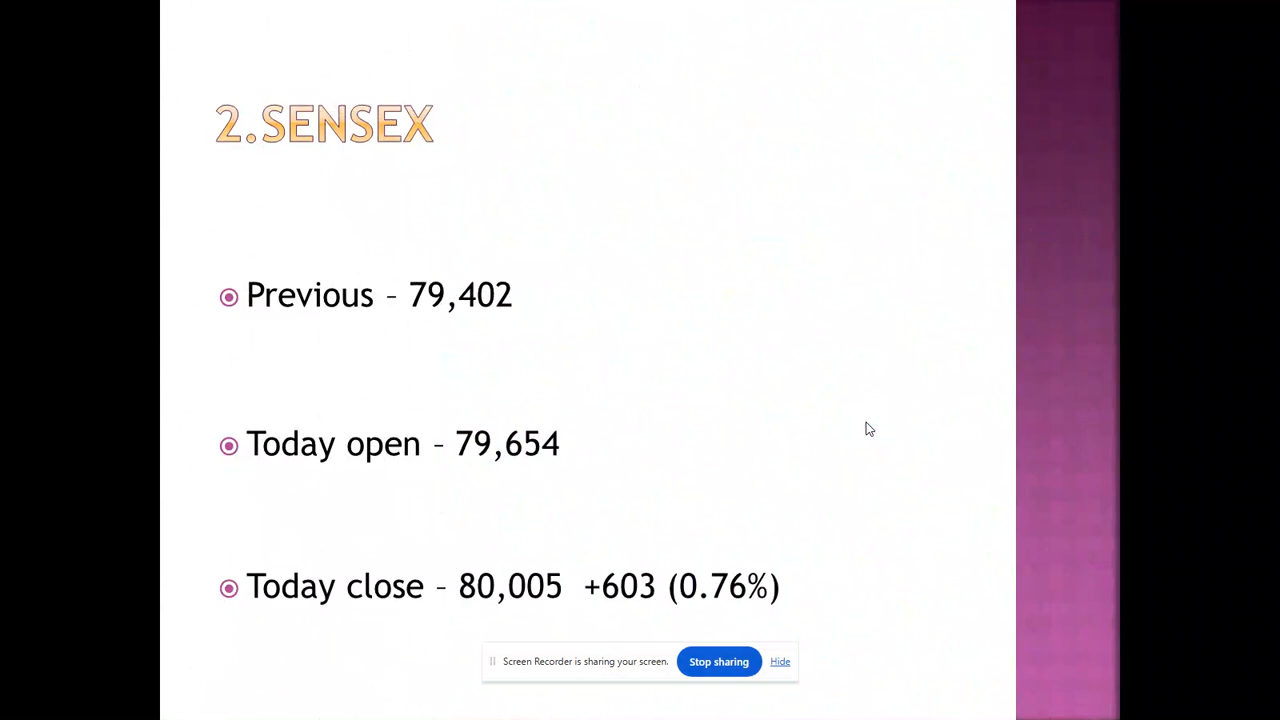 2.SENSEX
Previous – 79,402
Today open – 79,654
Today close – 80,005 +603 (0.76%)
Screen Recorder is sharing your screen. Stop sharing Hide